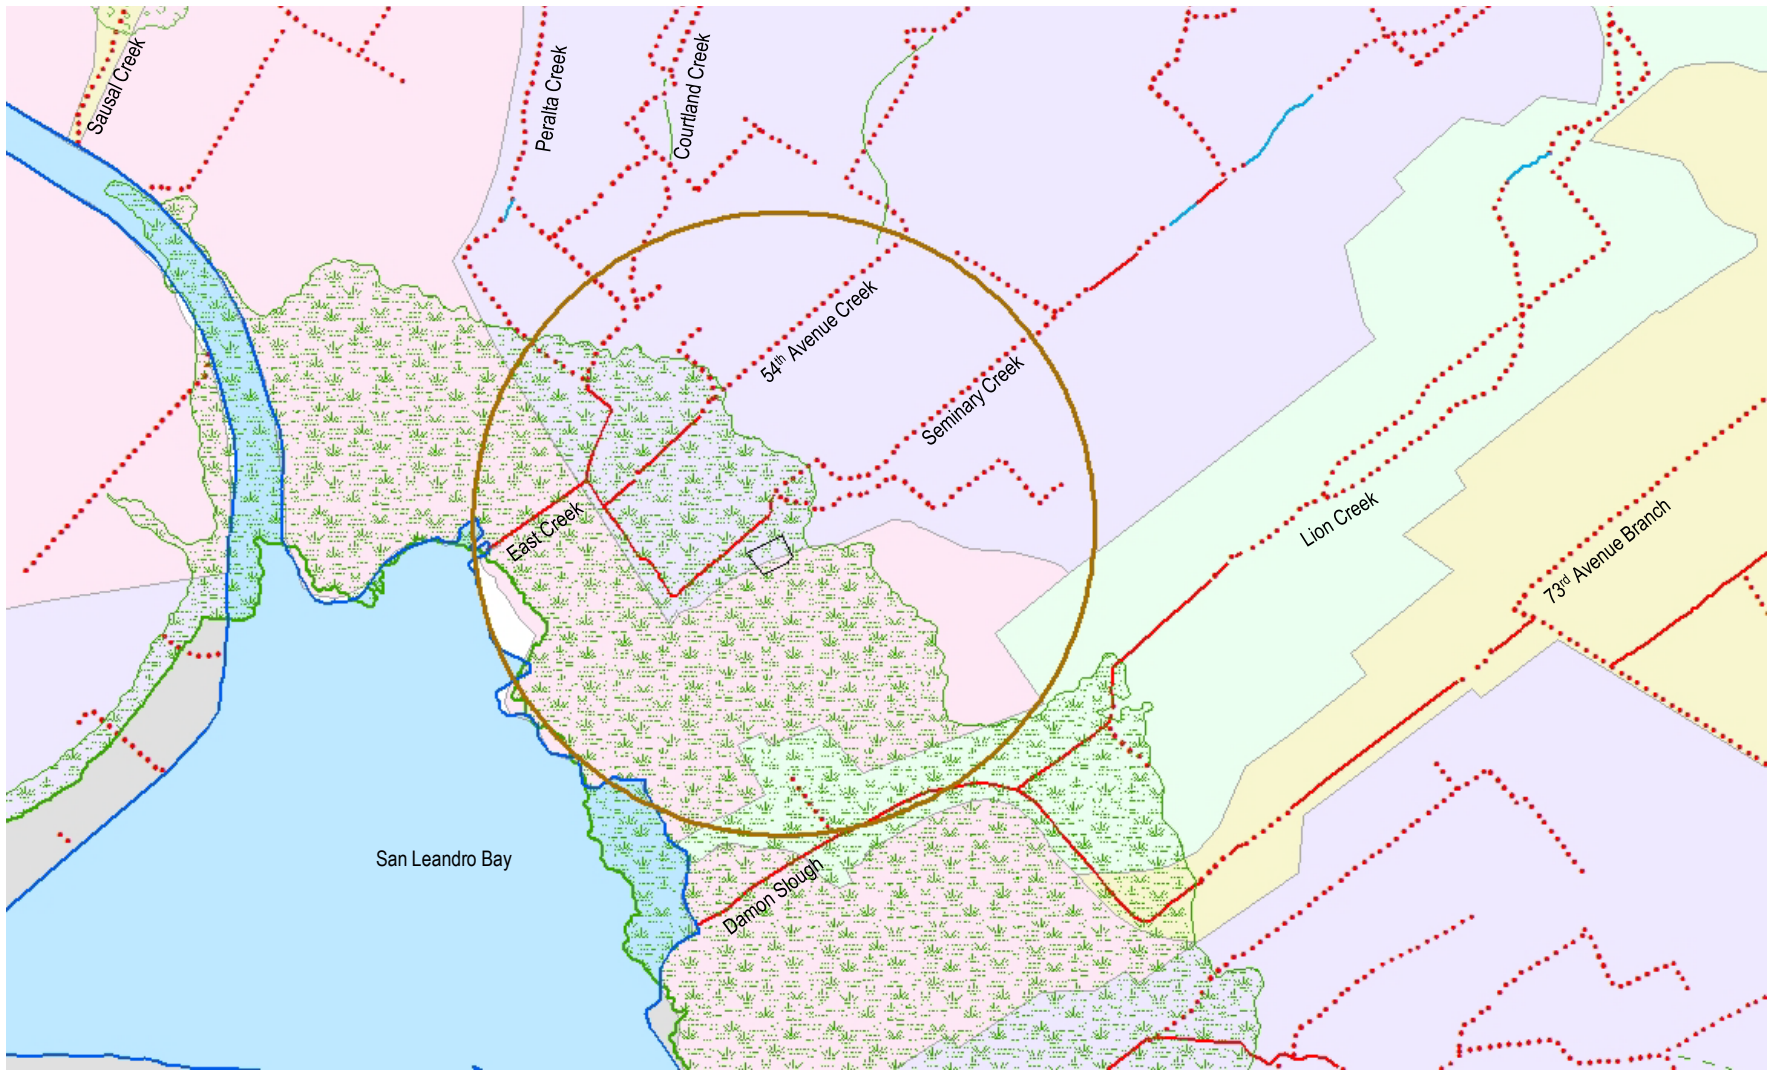 Sausal Creek
Peralta Creek
Courtland Creek
54th Avenue Creek
Seminary Creek
East Creek
Lion Creek
73rd Avenue Branch
San Leandro Bay
Damon Slough